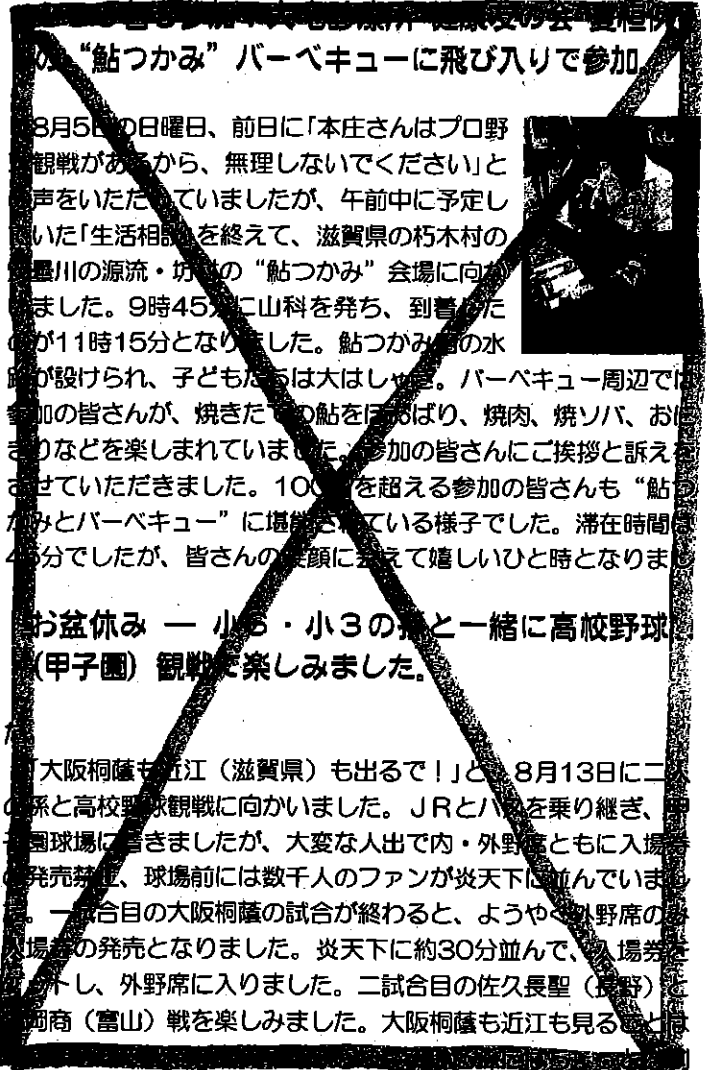 の “鮎つかみ” バーベキューに飛び入りで参加。
8月5日の日曜日、前日に「本庄さんはプロ野
観戦があるから、無理しないでください」と
声をいただいていましたが、午前中に予定し
いた「生活相談」を終えて、滋賀県の朽木村の
川の源流・坊村の “鮎つかみ” 会場に向か
ました。9時45分に山科を発ち、到着した
が11時15分となりました。鮎つかみ用の水
が設けられ、子どもたちは大はしゃぎ。バーベキュー周辺では
参加の皆さんが、焼きたての鮎をほおばり、焼肉、焼ソバ、おに
ぎりなどを楽しまれていました。参加の皆さんにご挨拶と訴えを
させていただきました。100 を超える参加の皆さんも “鮎つ
かみとバーベキュー” に堪能されている様子でした。滞在時間は
45分でしたが、皆さんの笑顔に会えて嬉しいひと時となりまし
お盆休み ― 小6・小3の孫と一緒に高校野球
(甲子園) 観戦で楽しみました。
た
「大阪桐蔭も近江（滋賀県）も出るで！」と、8月13日に二人
の孫と高校野球観戦に向かいました。ＪＲとバスを乗り継ぎ、甲
子園球場に着きましたが、大変な人出で内・外野席ともに入場券
の発売禁止、球場前には数千人のファンが炎天下に並んでいまし
。一試合目の大阪桐蔭の試合が終わると、ようやく外野席のみ
入場券の発売となりました。炎天下に約30分並んで、入場券を
ゲットし、外野席に入りました。二試合目の佐久長聖（長野）と
岡商（富山）戦を楽しみました。大阪桐蔭も近江も見ることは